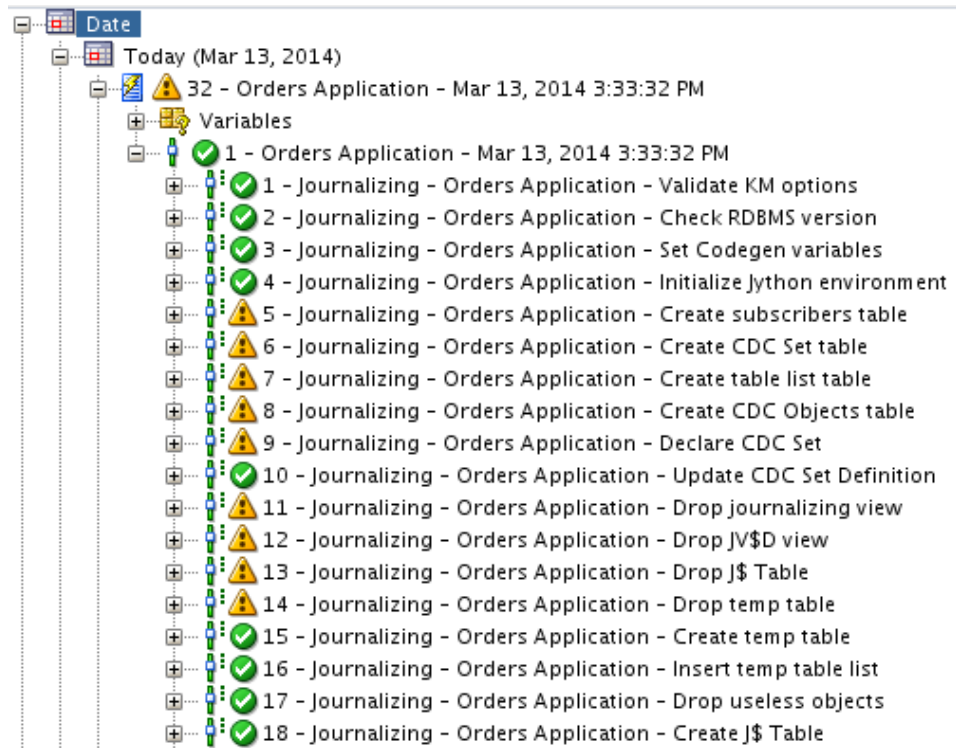 Date
Today (Mar 13, 2014)
32 - Orders Application - Mar 13, 2014 3:33:32 PM
Variables
1 - Orders Application - Mar 13, 2014 3:33:32 PM
1 - Journalizing - Orders Application - Validate KM options
2 - Journalizing - Orders Application - Check RDBMS version
3 - Journalizing - Orders Application - Set Codegen variables
4 - Journalizing - Orders Application - Initialize Jython environment
5 - Journalizing - Orders Application - Create subscribers table
6 - Journalizing - Orders Application - Create CDC Set table
7 - Journalizing - Orders Application - Create table list table
8 - Journalizing - Orders Application - Create CDC Objects table
9 - Journalizing - Orders Application - Declare CDC Set
10 - Journalizing - Orders Application - Update CDC Set Definition
11 - Journalizing - Orders Application - Drop journalizing view
12 - Journalizing - Orders Application - Drop JV$D view
13 - Journalizing - Orders Application - Drop J$ Table
14 - Journalizing - Orders Application - Drop temp table
15 - Journalizing - Orders Application - Create temp table
16 - Journalizing - Orders Application - Insert temp table list
17 - Journalizing - Orders Application - Drop useless objects
18 - Journalizing - Orders Application - Create J$ Table